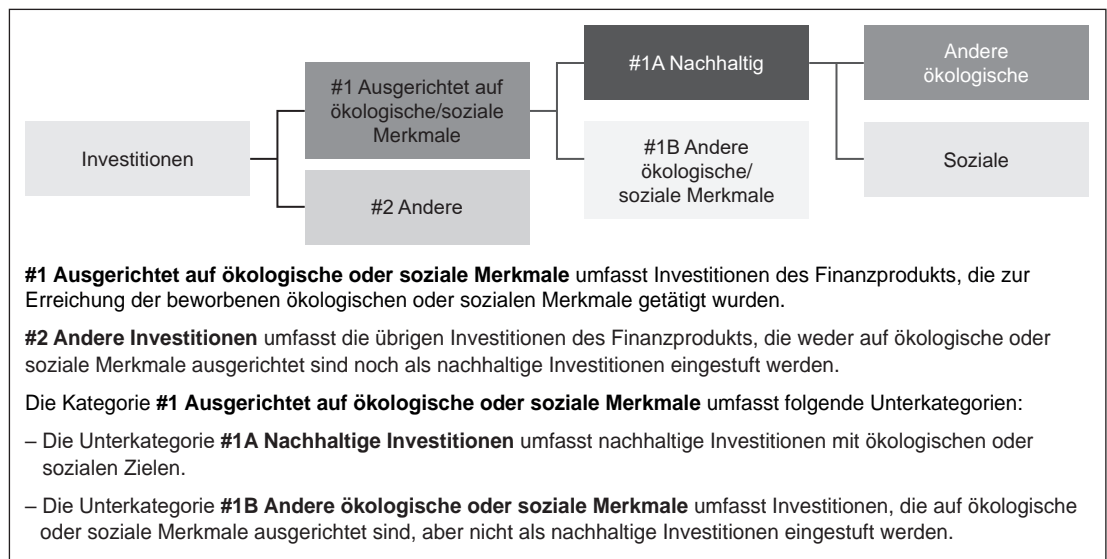 #1A Nachhaltig
Andere
ökologische
#1 Ausgerichtet auf
ökologische/soziale
Merkmale
Investitionen
#1B Andere
ökologische/
soziale Merkmale
Soziale
#2 Andere
#1 Ausgerichtet auf ökologische oder soziale Merkmale umfasst Investitionen des Finanzprodukts, die zur
Erreichung der beworbenen ökologischen oder sozialen Merkmale getätigt wurden.
#2 Andere Investitionen umfasst die übrigen Investitionen des Finanzprodukts, die weder auf ökologische oder
soziale Merkmale ausgerichtet sind noch als nachhaltige Investitionen eingestuft werden.
Die Kategorie #1 Ausgerichtet auf ökologische oder soziale Merkmale umfasst folgende Unterkategorien:
– Die Unterkategorie #1A Nachhaltige Investitionen umfasst nachhaltige Investitionen mit ökologischen oder
sozialen Zielen.
– Die Unterkategorie #1B Andere ökologische oder soziale Merkmale umfasst Investitionen, die auf ökologische
oder soziale Merkmale ausgerichtet sind, aber nicht als nachhaltige Investitionen eingestuft werden.